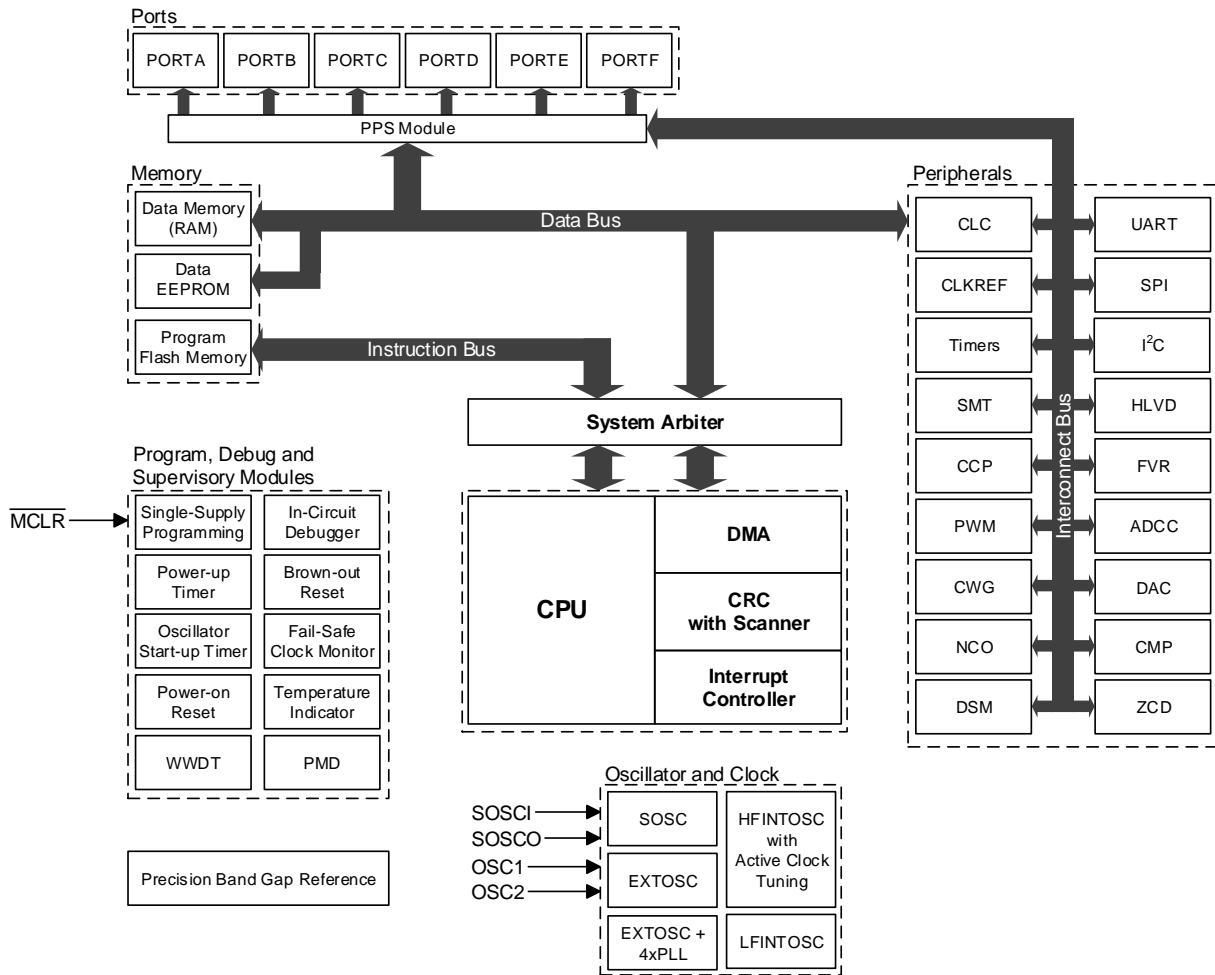 Ports
PORTA
PORTB
PORTC
PORTD
PORTE
PORTF
PPS Module
Memory
Data Memory
(RAM)
Data
EEPROM
Program
Flash Memory
Data Bus
Instruction Bus
System Arbiter
CPU
DMA
CRC
with Scanner
Interrupt
Controller
Peripherals
CLC
UART
CLKREF
SPI
Timers
I²C
SMT
HLVD
CCP
FVR
PWM
ADCC
CWG
DAC
NCO
CMP
DSM
ZCD
Interconnect Bus
Program, Debug and
Supervisory Modules
MCLR
Single-Supply
Programming
In-Circuit
Debugger
Power-up
Timer
Brown-out
Reset
Oscillator
Start-up Timer
Fail-Safe
Clock Monitor
Power-on
Reset
Temperature
Indicator
WWDT
PMD
Precision Band Gap Reference
Oscillator and Clock
SOSCI
SOSCO
OSC1
OSC2
SOSC
HFINTOSC
with
Active Clock
Tuning
EXTOSC
EXTOSC +
4xPLL
LFINTOSC